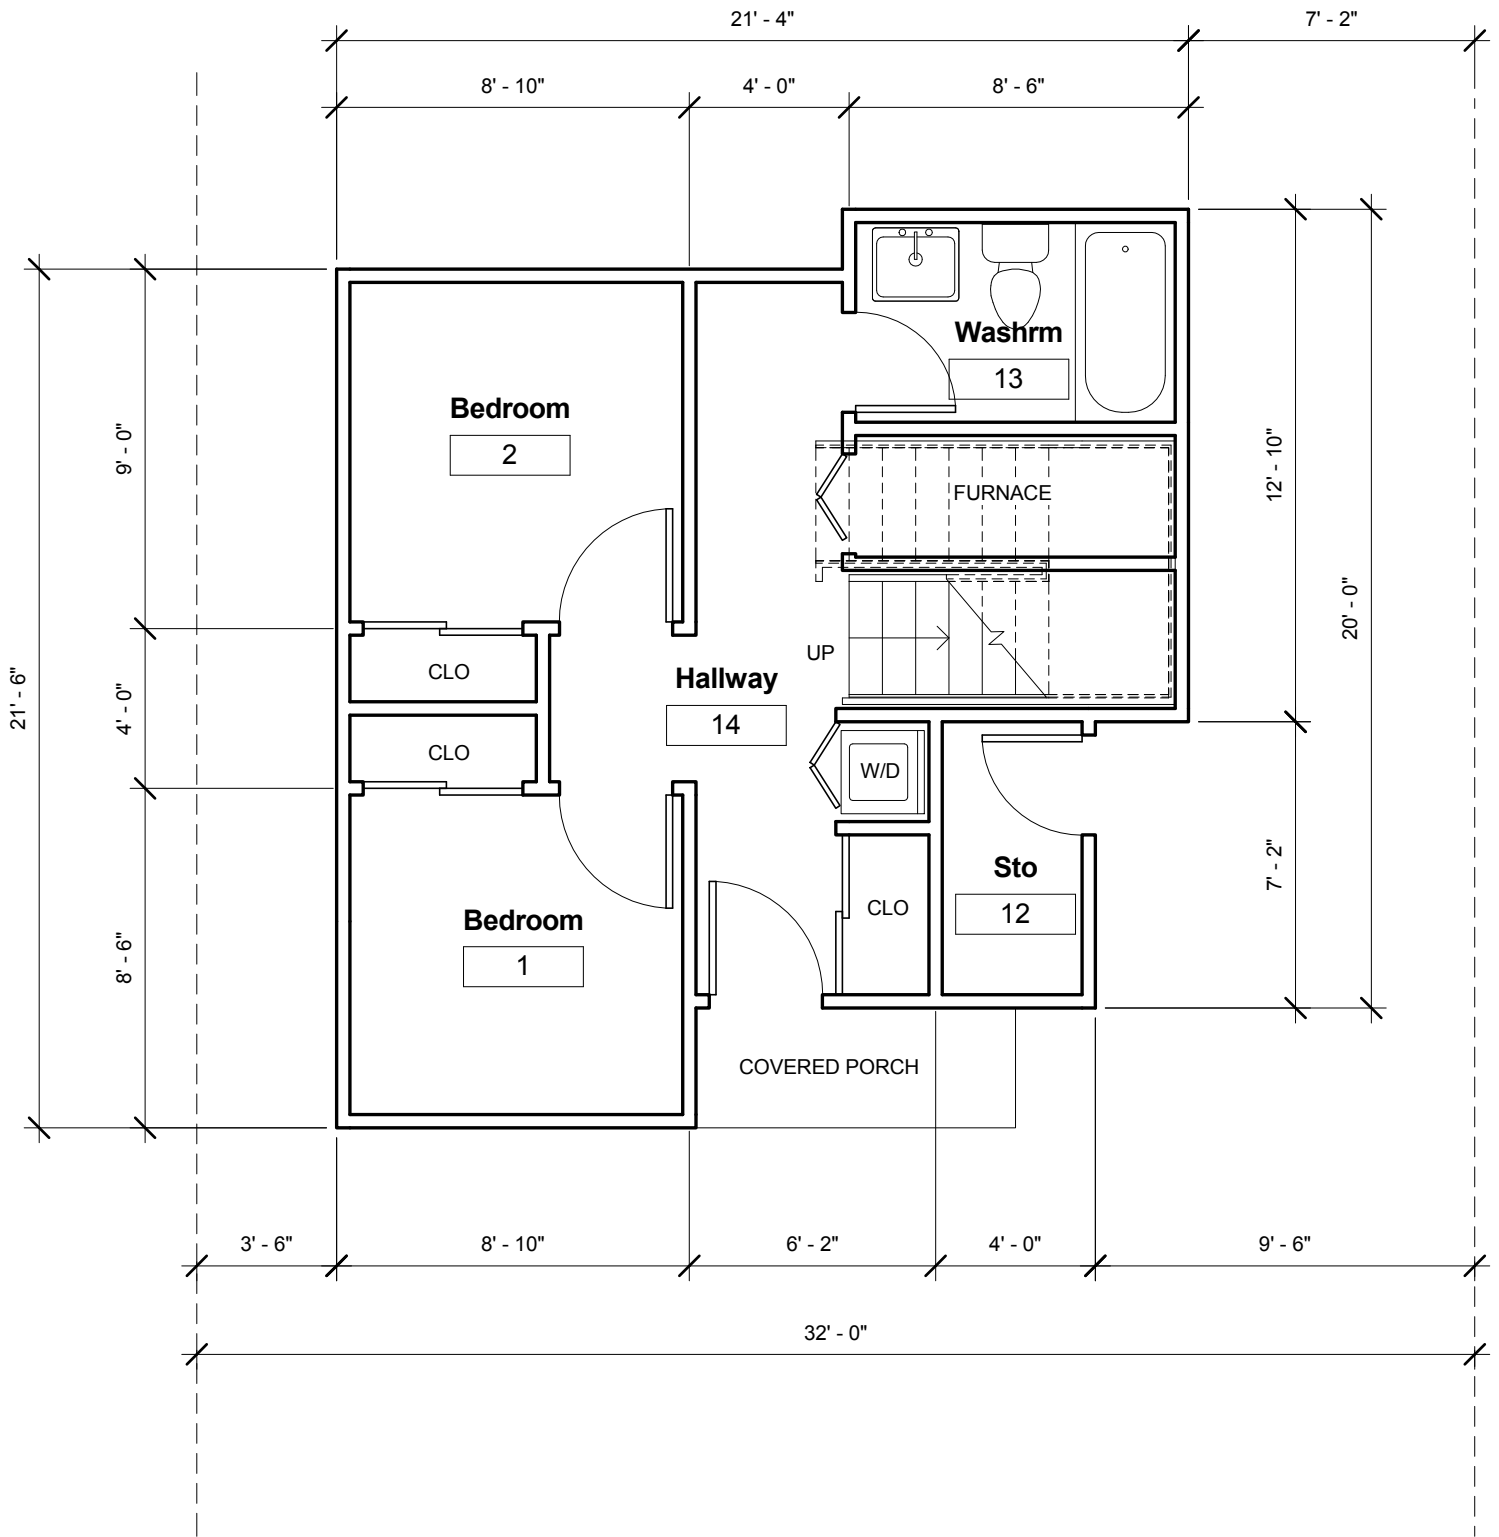 21' - 4"
7' - 2"
8' - 10"
4' - 0"
8' - 6"
Washrm
13
Bedroom
2
9' - 0"
12' - 10"
FURNACE
20' - 0"
21' - 6"
4' - 0"
CLO
UP
Hallway
14
CLO
W/D
Sto
12
7' - 2"
CLO
Bedroom
1
8' - 6"
COVERED PORCH
3' - 6"
8' - 10"
6' - 2"
4' - 0"
9' - 6"
32' - 0"